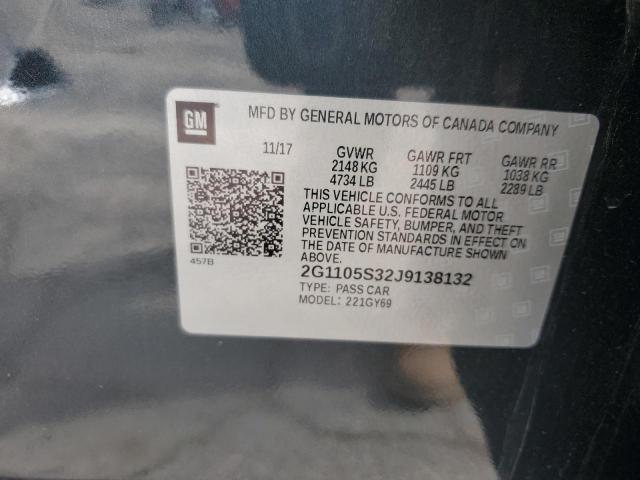 GM
MFD BY GENERAL MOTORS OF CANADA COMPANY
11/17 GVWR GAWR FRT GAWR RR
2148 KG 1109 KG 1038 KG
4734 LB 2445 LB 2289 LB
THIS VEHICLE CONFORMS TO ALL
APPLICABLE U.S. FEDERAL MOTOR
VEHICLE SAFETY, BUMPER, AND THEFT
PREVENTION STANDARDS IN EFFECT ON
THE DATE OF MANUFACTURE SHOWN
ABOVE.
457B
2G1105S32J9138132
TYPE: PASS CAR
MODEL: 221GY69